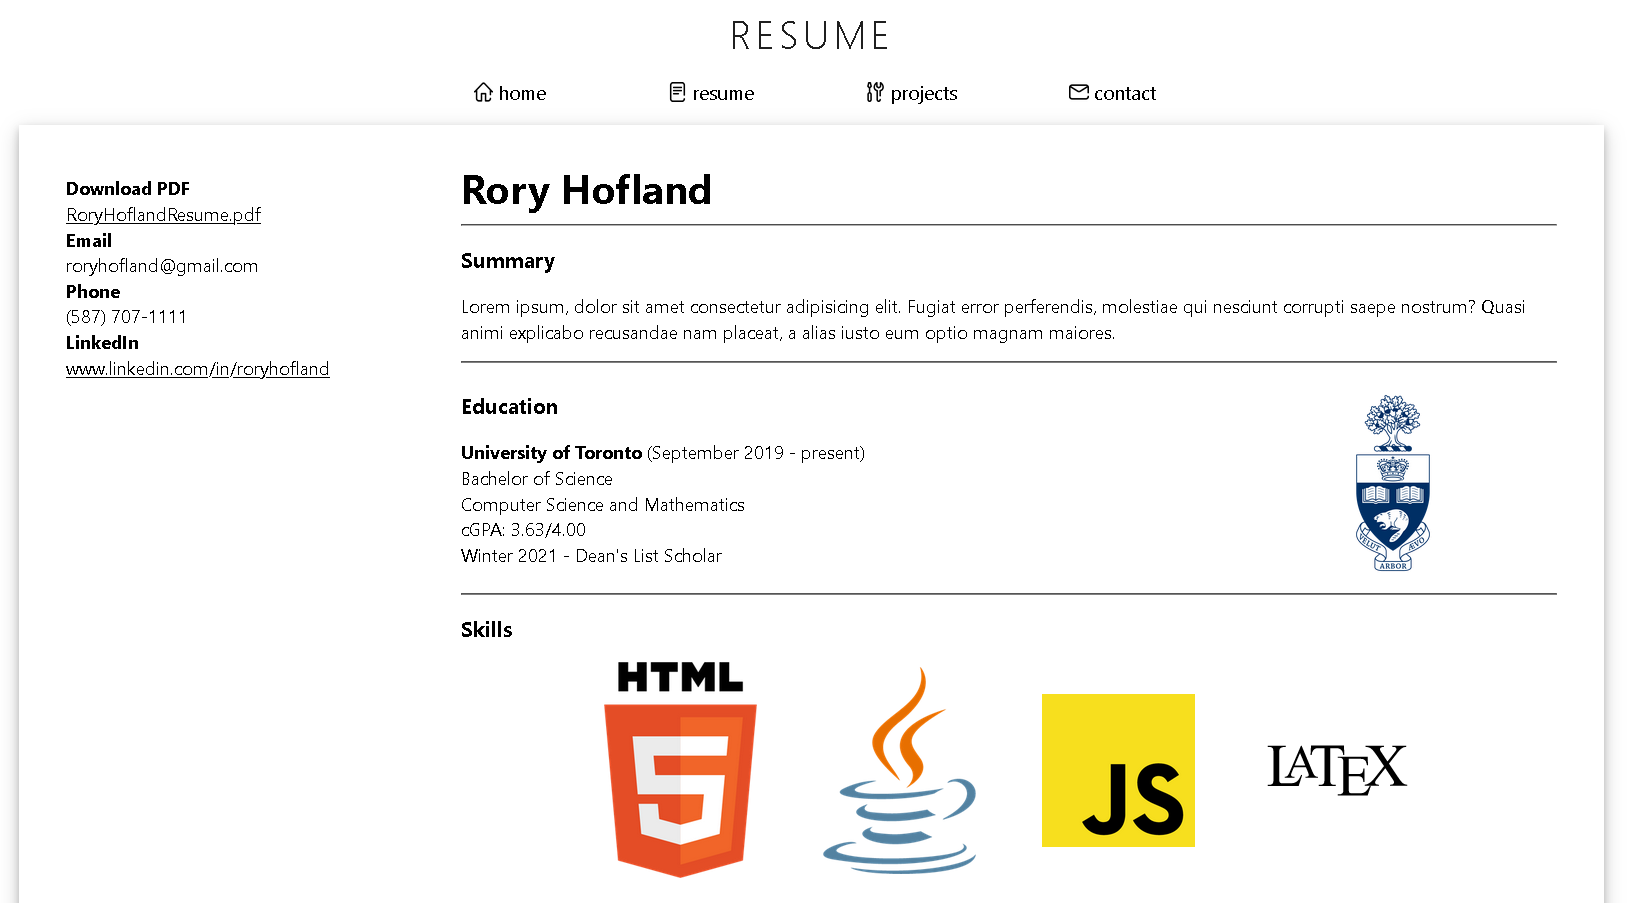 RESUME
home
resume
projects
contact
Download PDF
RoryHoflandResume.pdf
Email
roryhofland@gmail.com
Phone
(587) 707-1111
LinkedIn
www.linkedin.com/in/roryhofland
Rory Hofland
Summary
Lorem ipsum, dolor sit amet consectetur adipisicing elit. Fugiat error perferendis, molestiae qui nesciunt corrupti saepe nostrum? Quasi
animi explicabo recusandae nam placeat, a alias iusto eum optio magnam maiores.
Education
University of Toronto (September 2019 - present)
Bachelor of Science
Computer Science and Mathematics
cGPA: 3.63/4.00
Winter 2021 - Dean's List Scholar
VELUT ÆVO
ARBOR
Skills
HTML
5
JS
LATEX